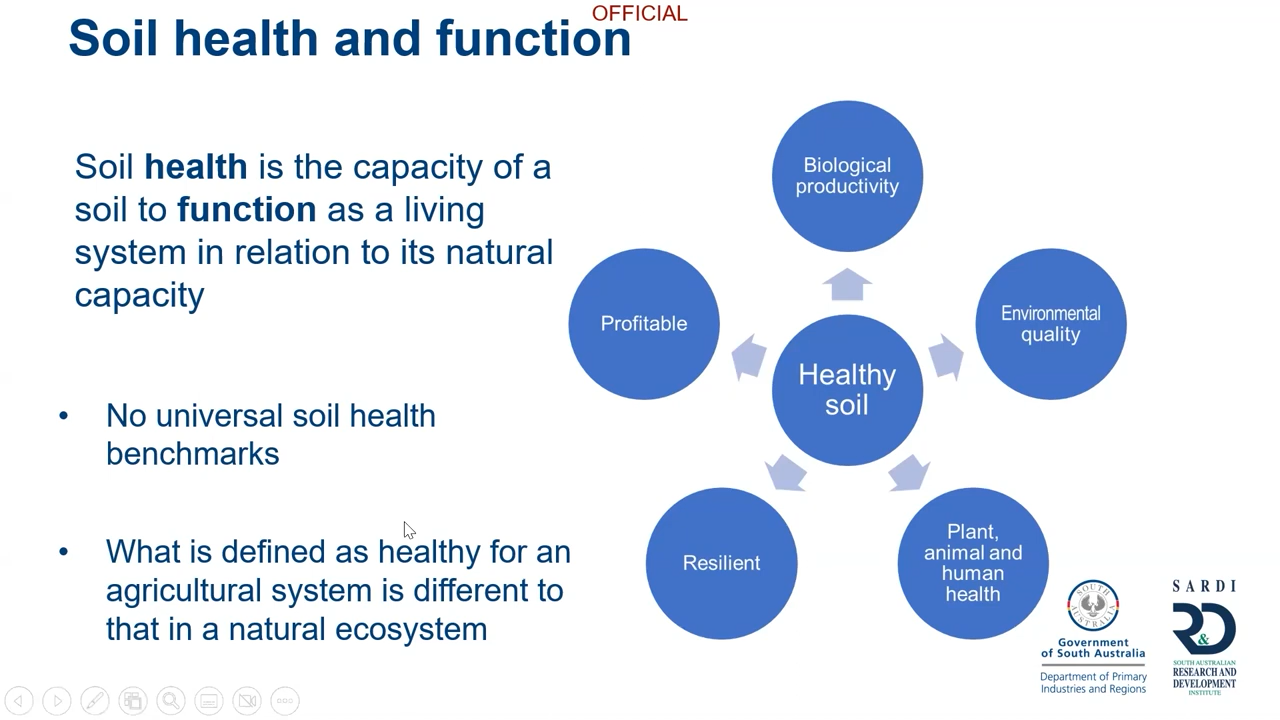 OFFICIAL
Soil health and function
Soil health is the capacity of a
soil to function as a living
system in relation to its natural
capacity
• No universal soil health
benchmarks
• What is defined as healthy for an
agricultural system is different to
that in a natural ecosystem
Biological
productivity
Environmental
quality
Plant,
animal and
human
health
Resilient
Profitable
Healthy
soil
SOUTH
AUSTRALIA
Government
of South Australia
Department of Primary
Industries and Regions
SARDI
R&D
SOUTH AUSTRALIAN
RESEARCH AND
DEVELOPMENT
INSTITUTE